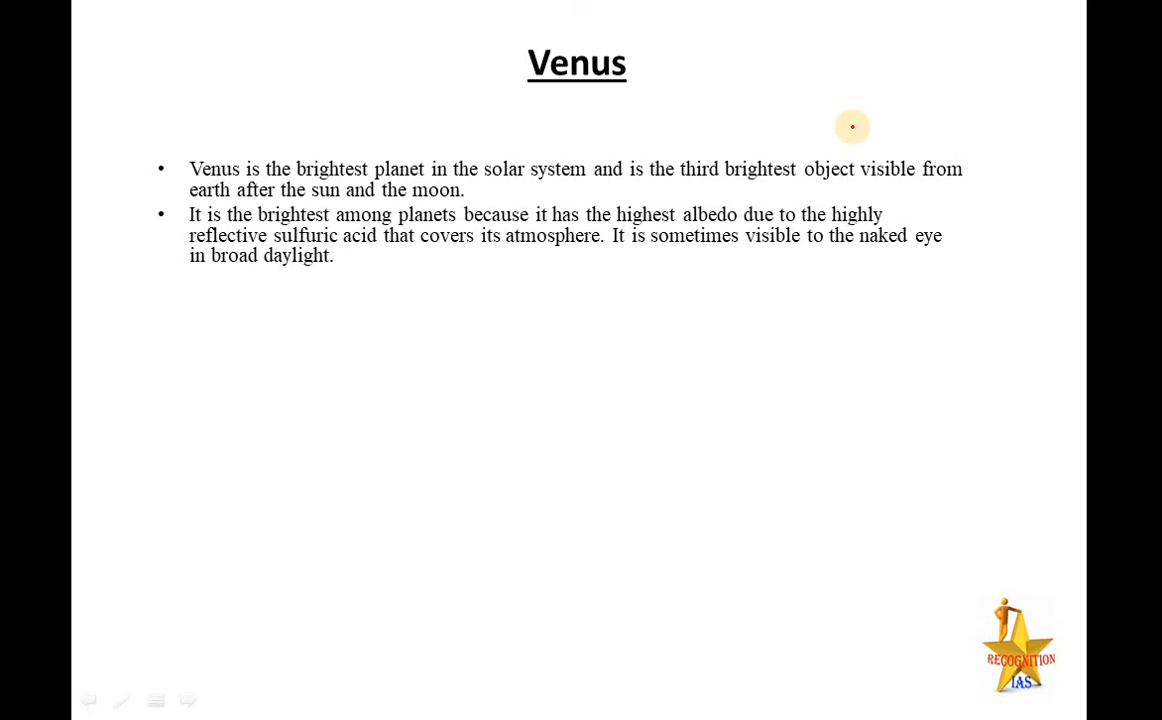 Venus
• Venus is the brightest planet in the solar system and is the third brightest object visible from
earth after the sun and the moon.
• It is the brightest among planets because it has the highest albedo due to the highly
reflective sulfuric acid that covers its atmosphere. It is sometimes visible to the naked eye
in broad daylight.
RECOGNITION
IAS